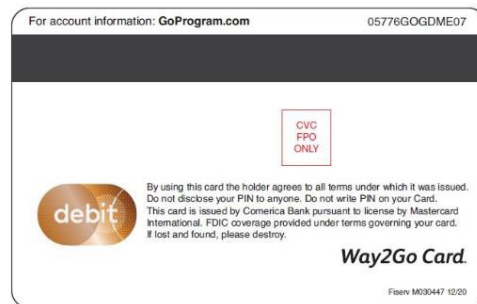 For account information: GoProgram.com 05776GOGDME07
CVC
FPO
ONLY
debit
By using this card the holder agrees to all terms under which it was issued.
Do not disclose your PIN to anyone. Do not write PIN on your Card.
This card is issued by Comerica Bank pursuant to license by Mastercard
International. FDIC coverage provided under terms governing your card.
If lost and found, please destroy.
Way2Go Card.
Fiserv M030447 12/20